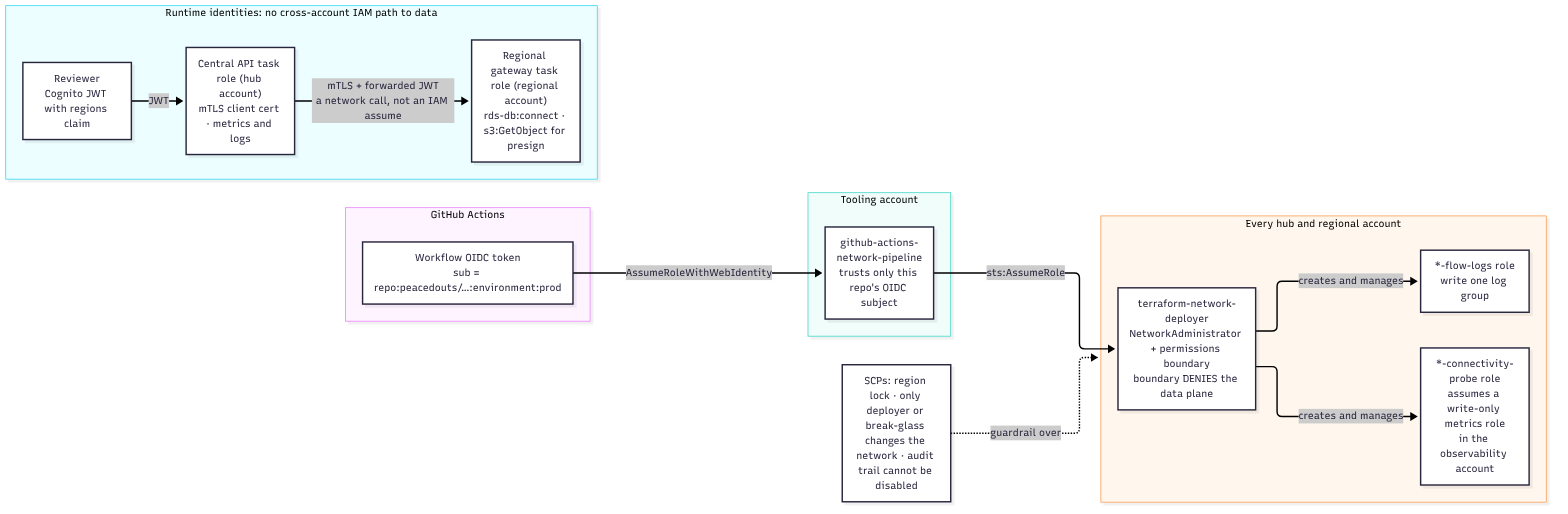 Runtime identities: no cross-account IAM path to data
Reviewer
Cognito JWT
with regions
claim
JWT
Central API task
role (hub
account)
mTLS client cert
· metrics and
logs
mTLS + forwarded JWT
a network call, not an IAM
assume
Regional
gateway task
role (regional
account)
rds-db:connect ·
s3:GetObject for
presign
GitHub Actions
Workflow OIDC token
sub =
repo:peacedouts/...:environment:prod
AssumeRoleWithWebIdentity
Tooling account
github-actions-
network-pipeline
trusts only this
repo's OIDC
subject
sts:AssumeRole
SCPs: region
lock · only
deployer or
break-glass
changes the
network · audit
trail cannot be
disabled
guardrail over
Every hub and regional account
terraform-network-
deployer
NetworkAdministrator
+ permissions
boundary
boundary DENIES the
data plane
creates and manages
*-flow-logs role
write one log
group
creates and manages
*-connectivity-
probe role
assumes a
write-only
metrics role
in the
observability
account